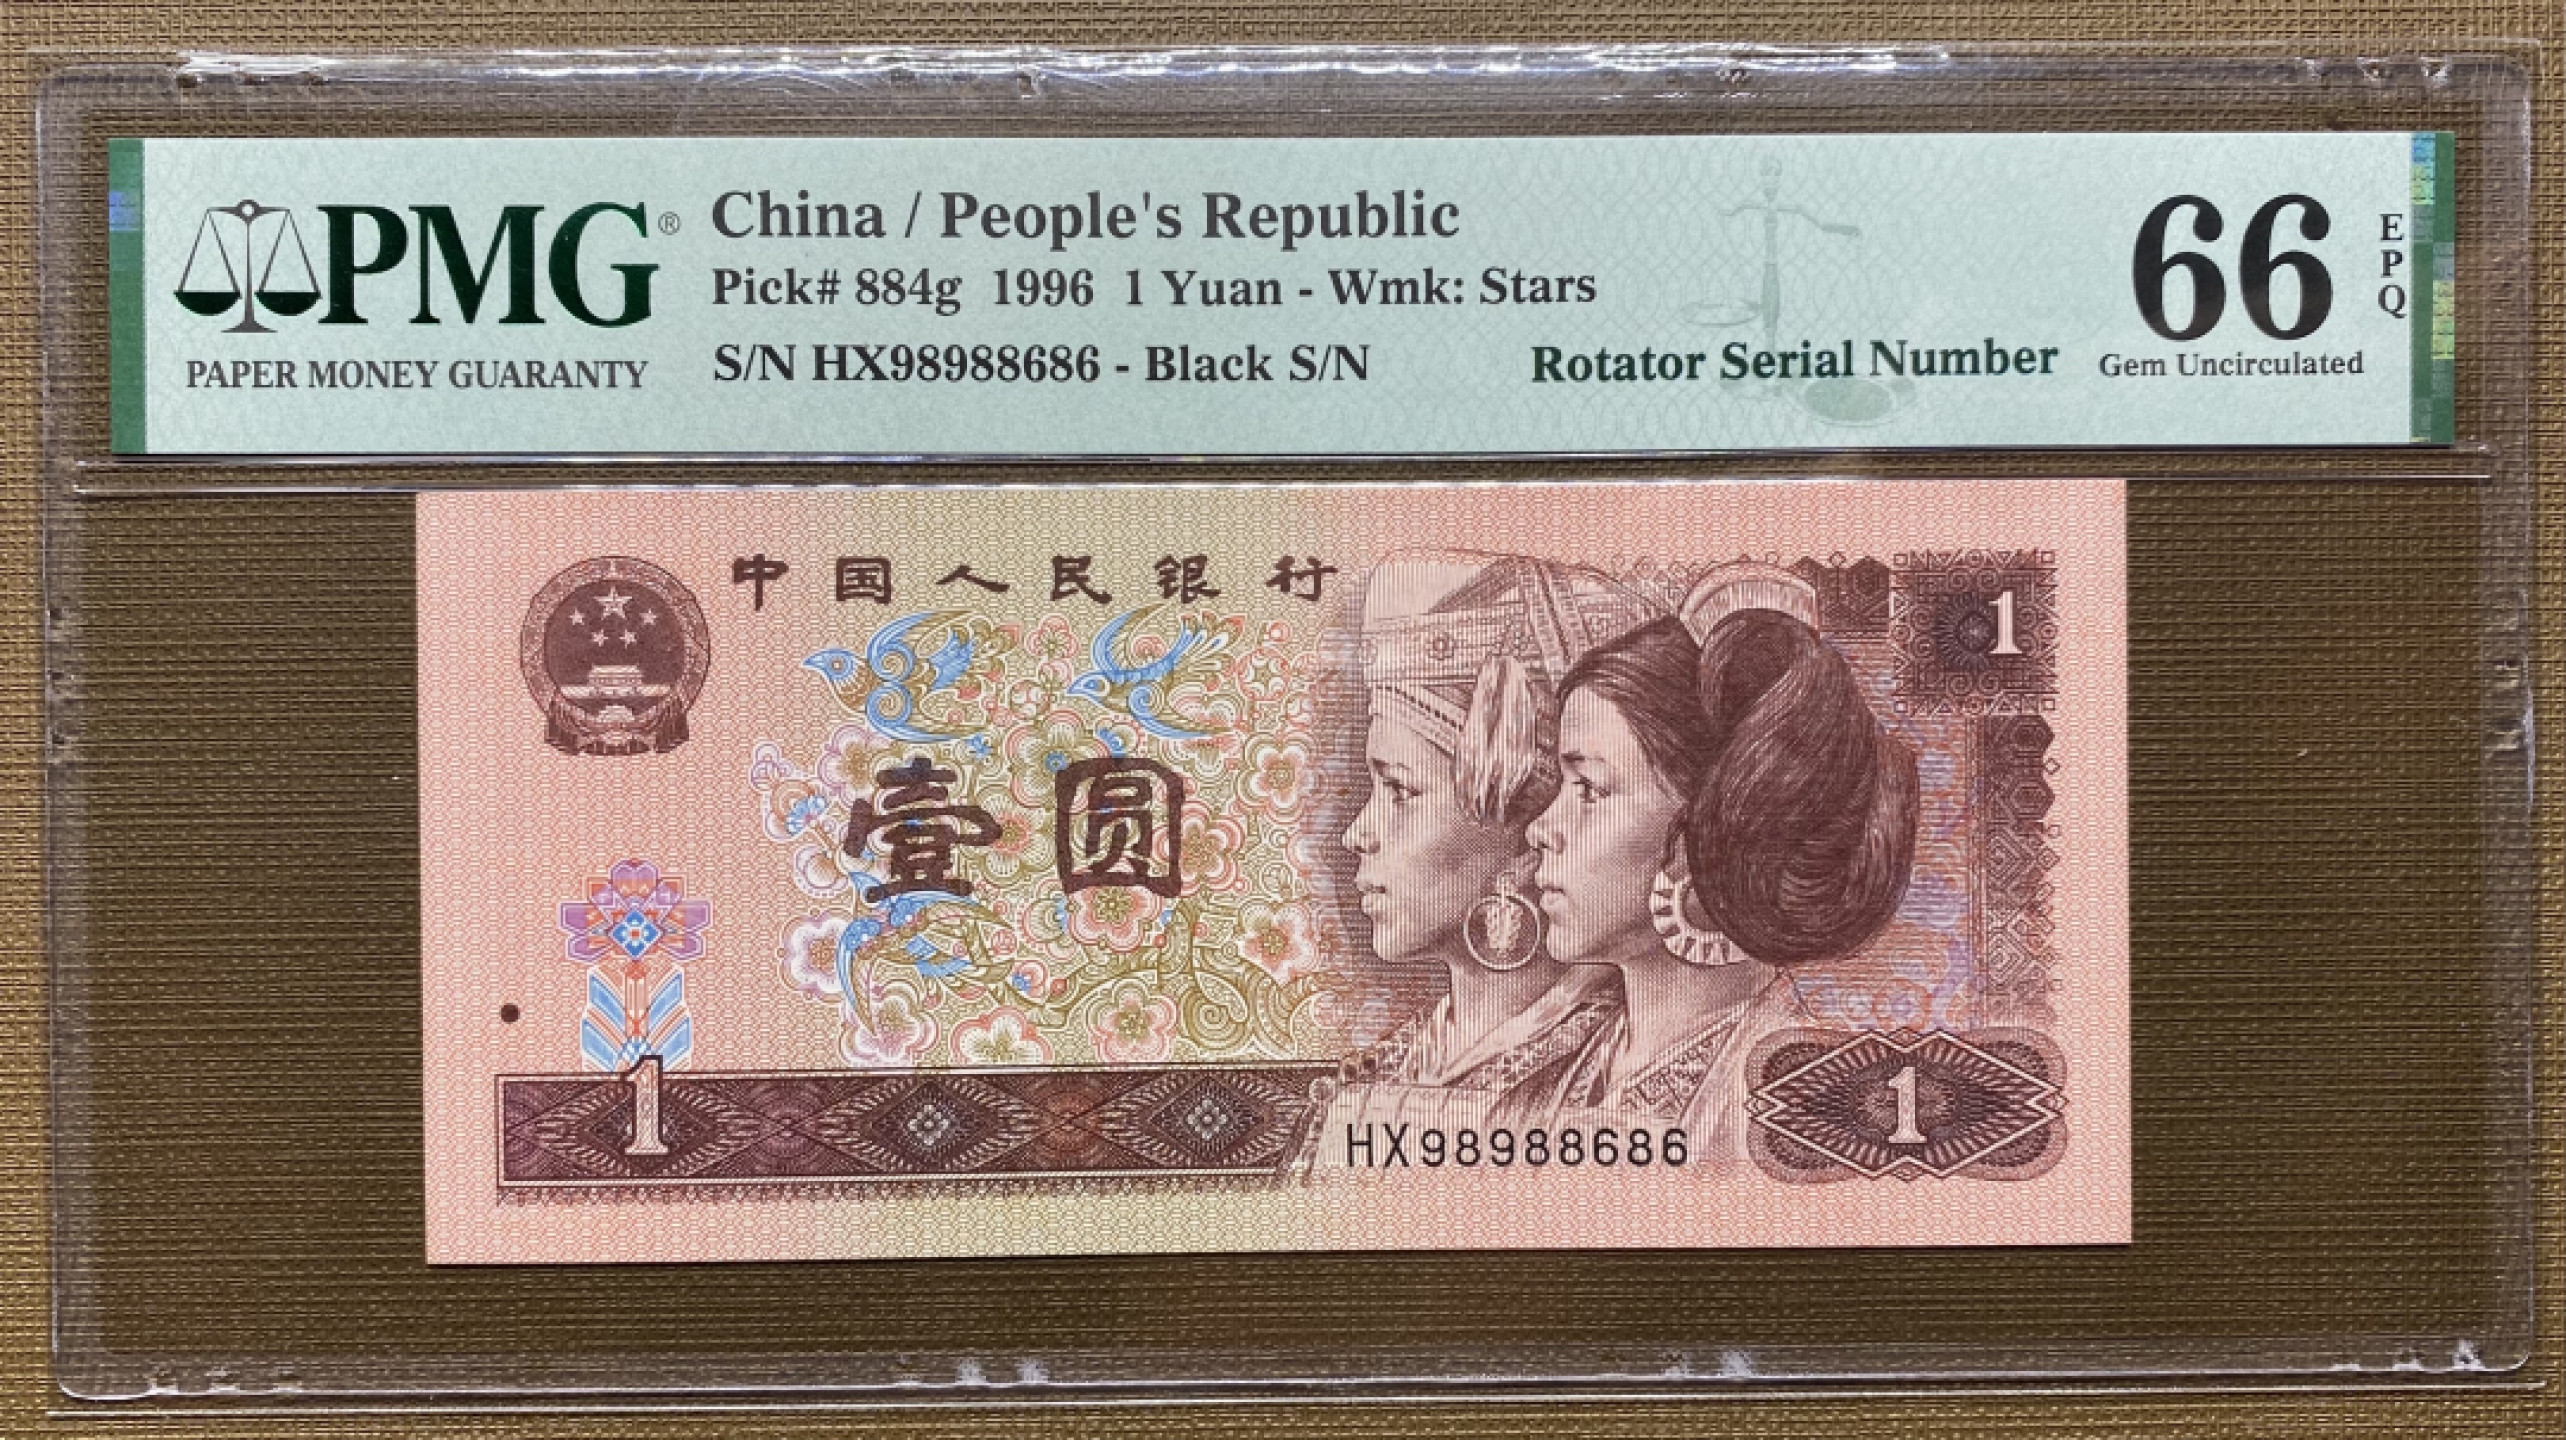 PMG®
PAPER MONEY GUARANTY
China / People's Republic
Pick# 884g 1996 1 Yuan - Wmk: Stars
S/N HX98988686 - Black S/N
Rotator Serial Number
66
EPQ
Gem Uncirculated
中国人民银行
1
壹圆
1
HX98988686
1